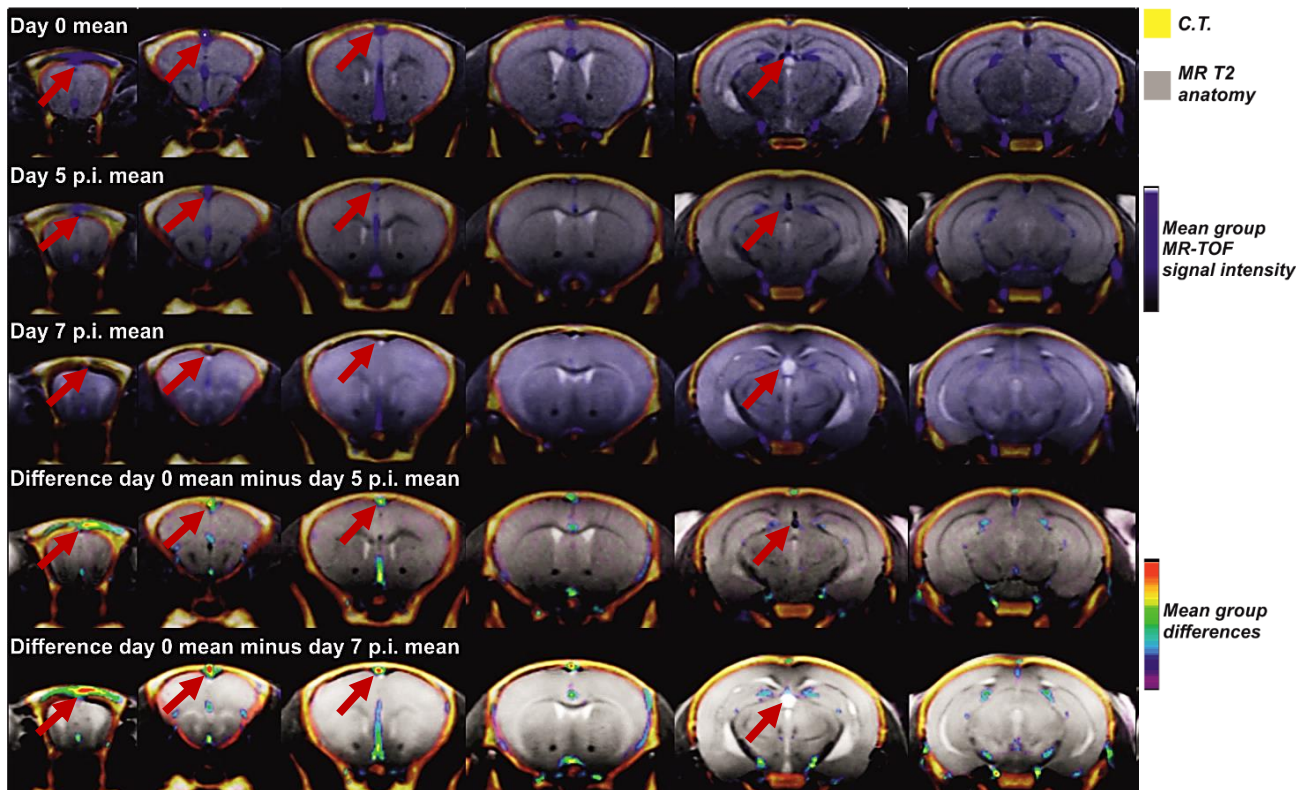 Day 0 mean
C.T.
MR T2
anatomy
Day 5 p.i. mean
Mean group
MR-TOF
signal intensity
Day 7 p.i. mean
Difference day 0 mean minus day 5 p.i. mean
Mean group
differences
Difference day 0 mean minus day 7 p.i. mean